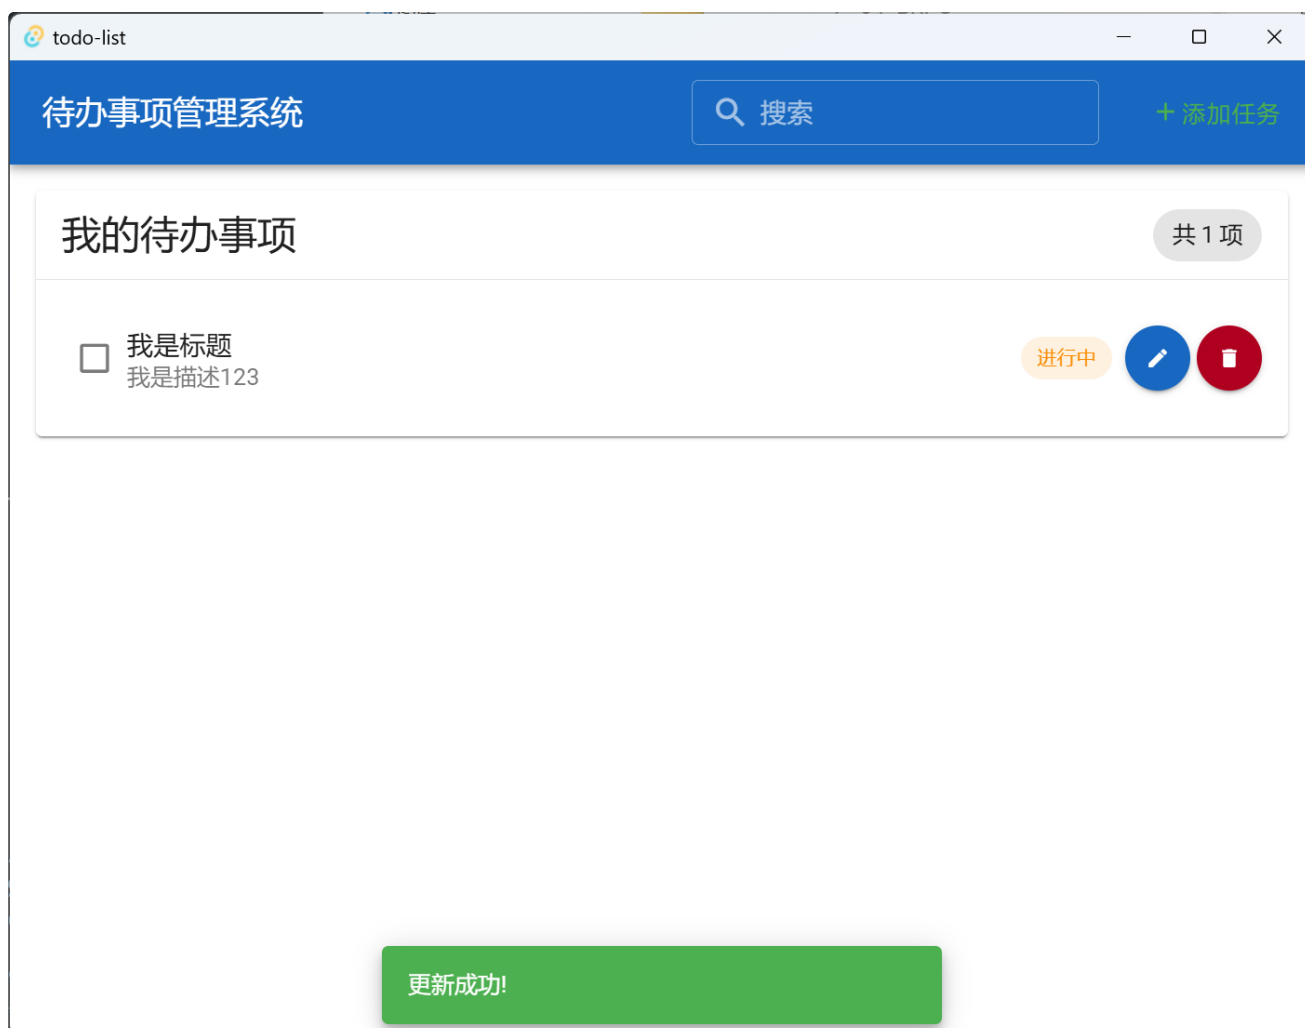 todo-list
待办事项管理系统
搜索
添加任务
我的待办事项
共 1 项
我是标题
我是描述123
进行中
更新成功!